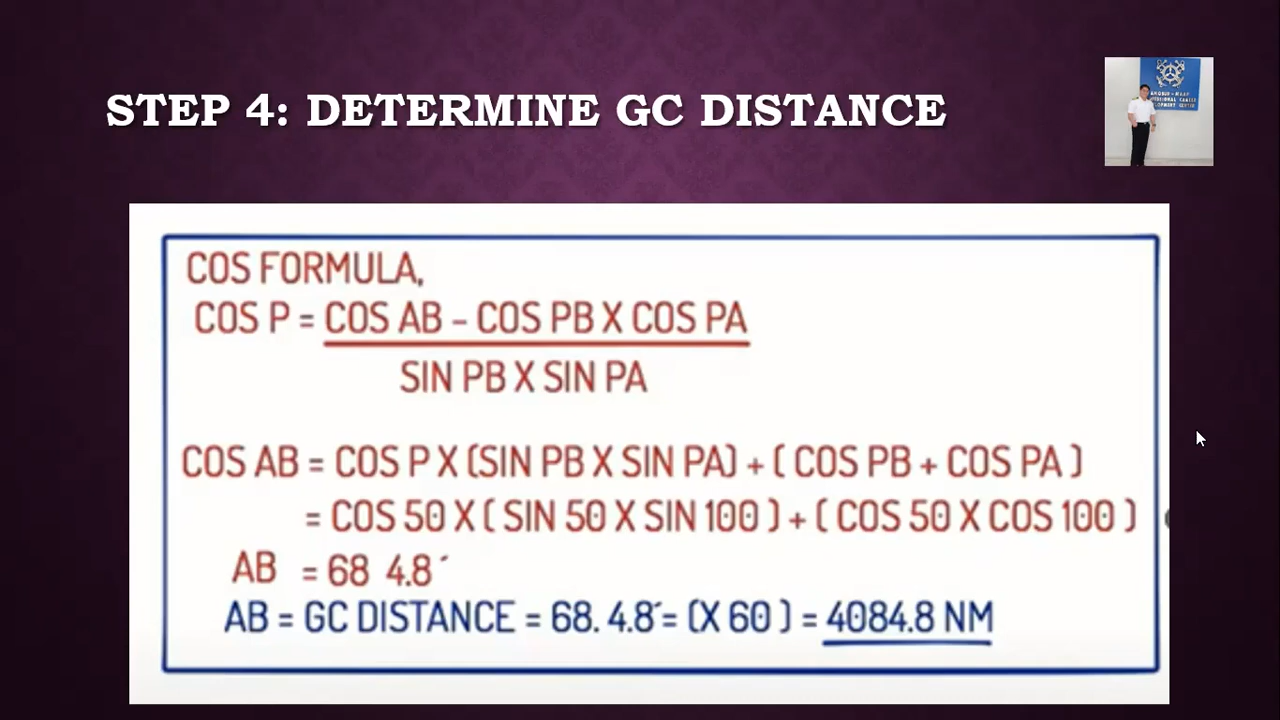 STEP 4: DETERMINE GC DISTANCE
COS FORMULA,
COS P = COS AB – COS PB X COS PA
SIN PB X SIN PA
COS AB = COS P X (SIN PB X SIN PA) + ( COS PB + COS PA )
= COS 50 X ( SIN 50 X SIN 100 ) + ( COS 50 X COS 100 )
AB = 68 4.8´
AB = GC DISTANCE = 68. 4.8´= (X 60 ) = 4084.8 NM